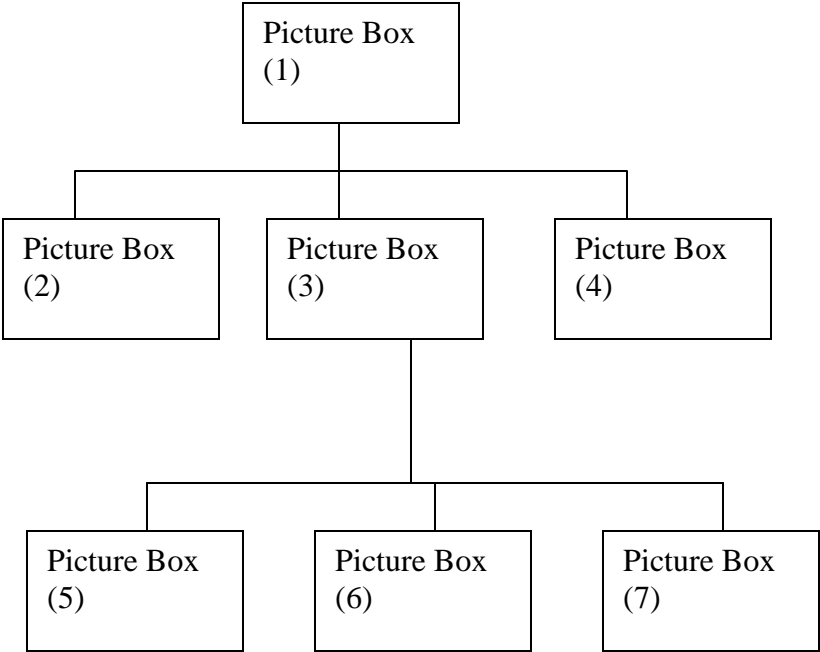 Picture Box
(1)
Picture Box
(2)
Picture Box
(3)
Picture Box
(4)
Picture Box
(5)
Picture Box
(6)
Picture Box
(7)